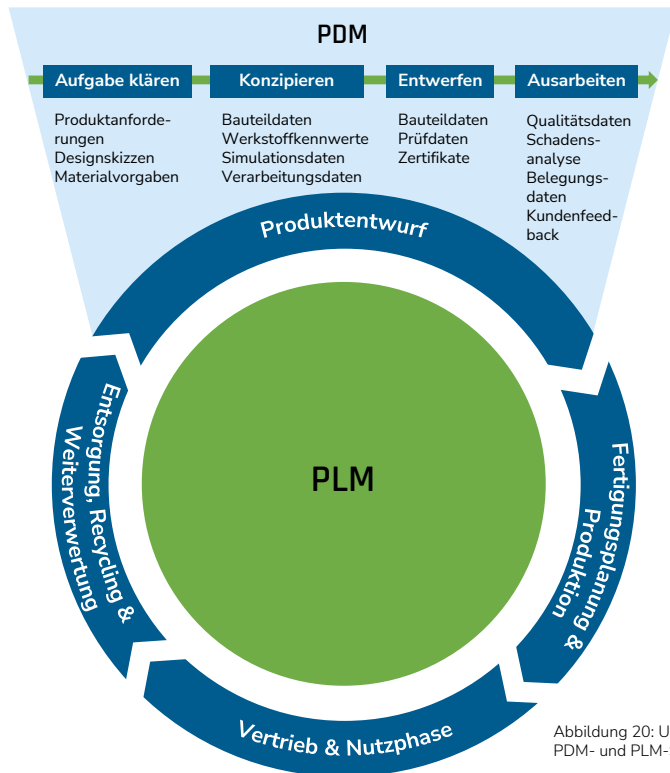 PDM
Aufgabe klären
Konzipieren
Entwerfen
Ausarbeiten
Produktanforde-
rungen
Designskizzen
Materialvorgaben
Bauteildaten
Werkstoffkennwerte
Simulationsdaten
Verarbeitungsdaten
Bauteildaten
Prüfdaten
Zertifikate
Qualitätsdaten
Schadens-
analyse
Belegungs-
daten
Kundenfeed-
back
Produktentwurf
Fertigungsplanung &
Produktion
Vertrieb & Nutzphase
Entsorgung, Recycling &
Weiterverwertung
PLM
Abbildung 20: U
PDM- und PLM-